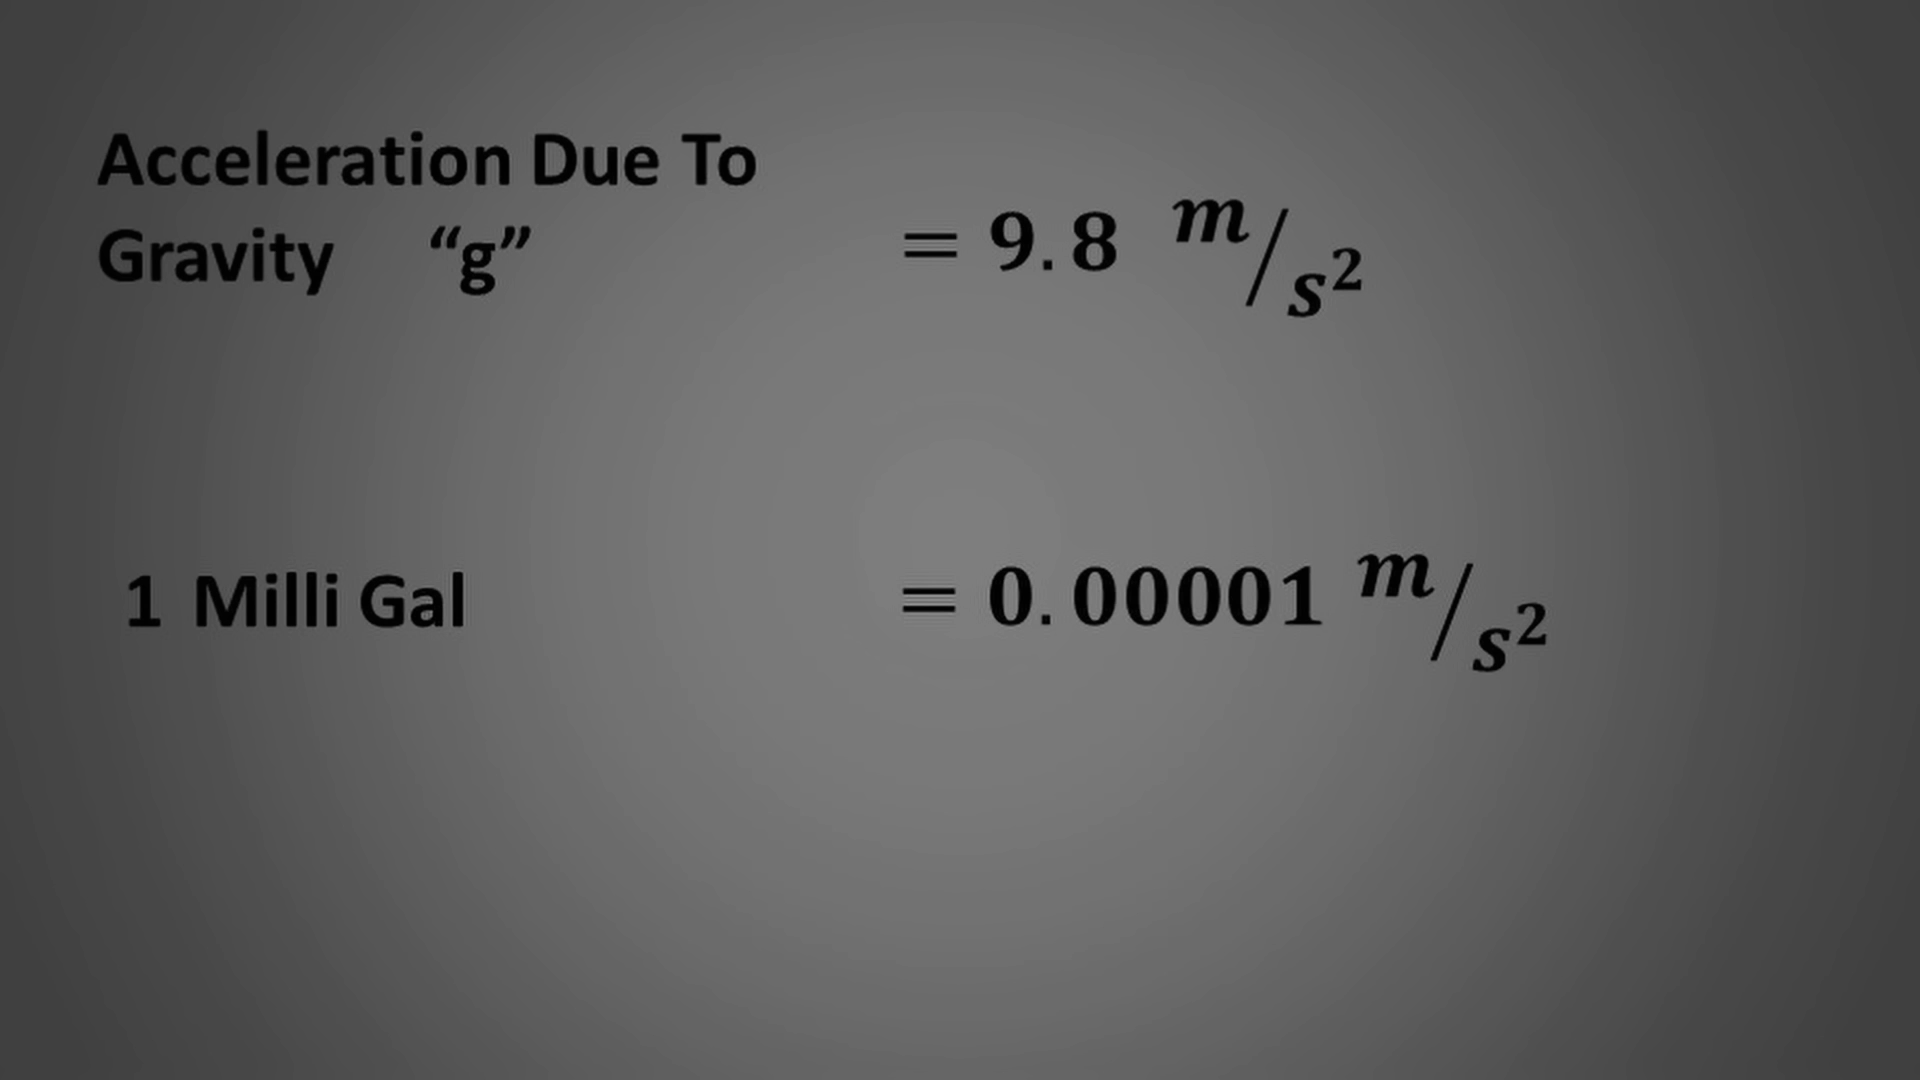 Acceleration Due To
Gravity “g” = 9.8 m/s²
1 Milli Gal = 0.00001 m/s²